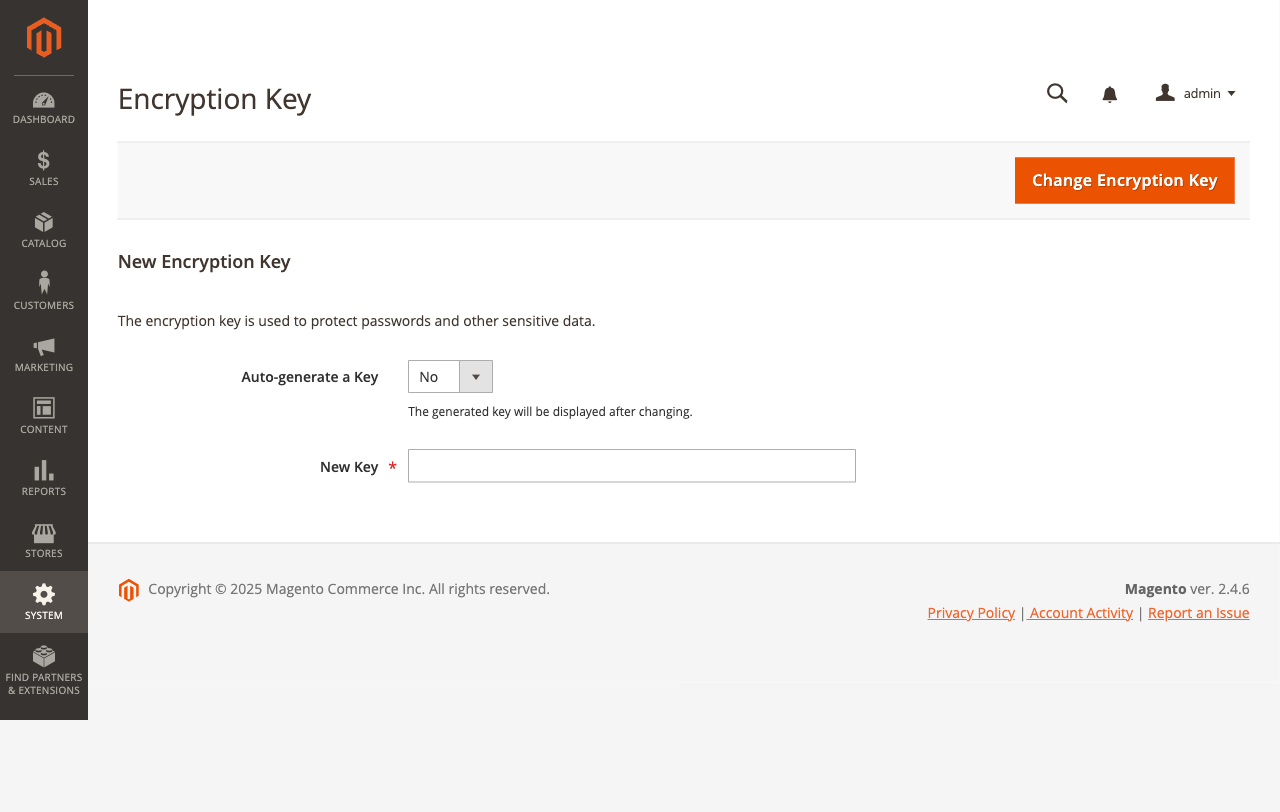 Encryption Key
admin
Change Encryption Key
DASHBOARD
SALES
CATALOG
CUSTOMERS
MARKETING
CONTENT
REPORTS
STORES
SYSTEM
FIND PARTNERS
& EXTENSIONS
New Encryption Key
The encryption key is used to protect passwords and other sensitive data.
Auto-generate a Key No
The generated key will be displayed after changing.
New Key *
Copyright © 2025 Magento Commerce Inc. All rights reserved.
Magento ver. 2.4.6
Privacy Policy | Account Activity | Report an Issue